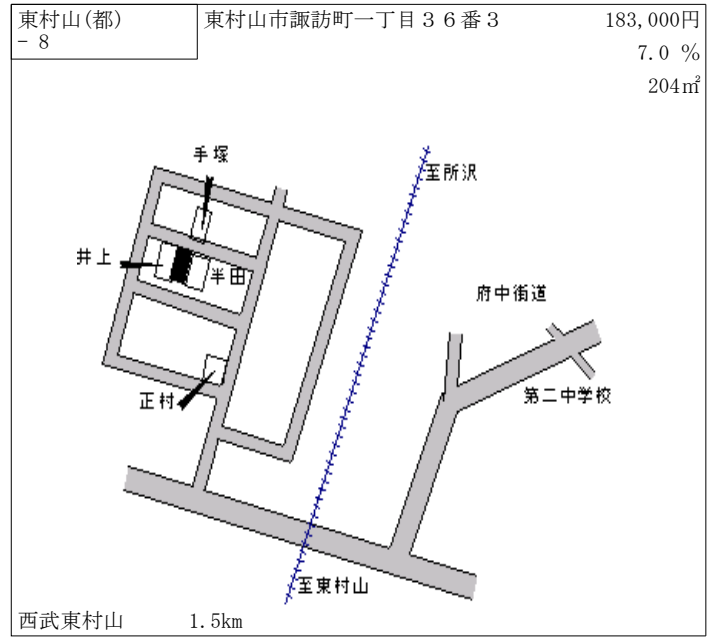 東村山(都) 東村山市諏訪町一丁目３６番３ 183,000円
- 8 7.0 %
204㎡
手塚
至所沢
井上
半田
府中街道
第二中学校
正村
至東村山
西武東村山 1.5km